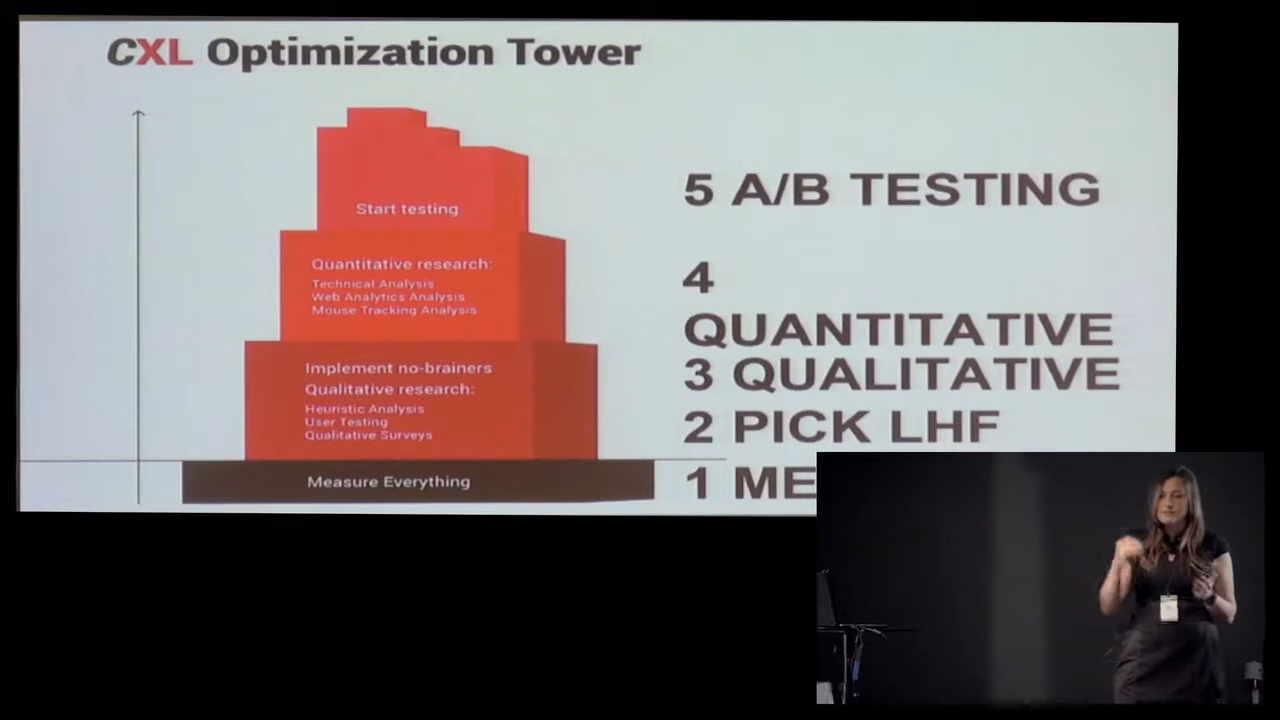 CXL Optimization Tower
Start testing
Quantitative research:
Technical Analysis
Web Analytics Analysis
Mouse Tracking Analysis
Implement no-brainers
Qualitative research:
Heuristic Analysis
User Testing
Qualitative Surveys
Measure Everything
5 A/B TESTING
4
QUANTITATIVE
3 QUALITATIVE
2 PICK LHF
1 ME